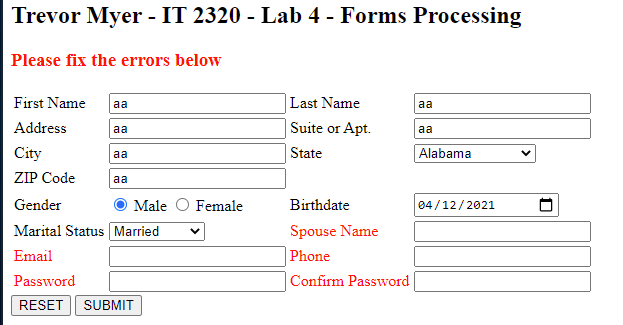 Trevor Myer - IT 2320 - Lab 4 - Forms Processing
Please fix the errors below
First Name aa Last Name aa
Address aa Suite or Apt. aa
City aa State Alabama
ZIP Code aa
Gender Male Female Birthdate 04/12/2021
Marital Status Married Spouse Name
Email Phone
Password Confirm Password
RESET SUBMIT